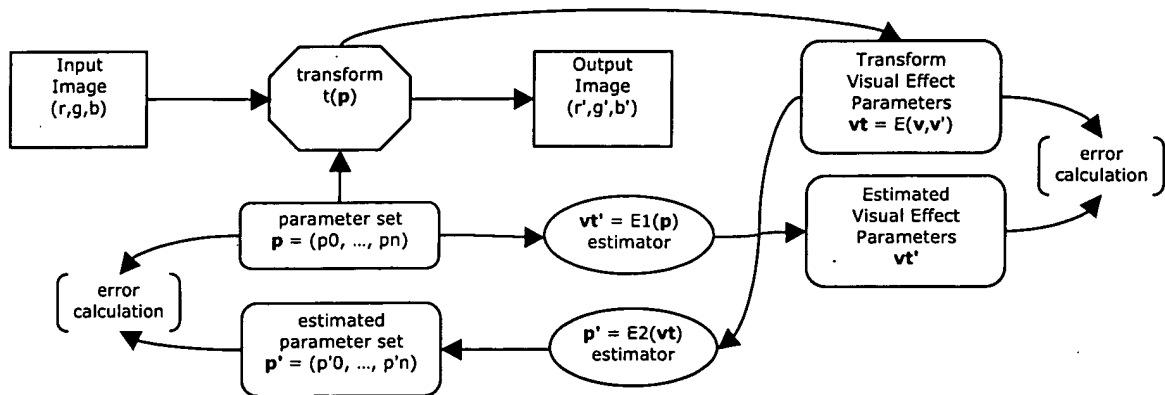 Input
Image
(r,g,b)
transform
t(p)
Output
Image
(r',g',b')
Transform
Visual Effect
Parameters
vt = E(v,v')
error
calculation
parameter set
p = (p0, ..., pn)
vt' = E1(p)
estimator
Estimated
Visual Effect
Parameters
vt'
error
calculation
estimated
parameter set
p' = (p'0, ..., p'n)
p' = E2(vt)
estimator